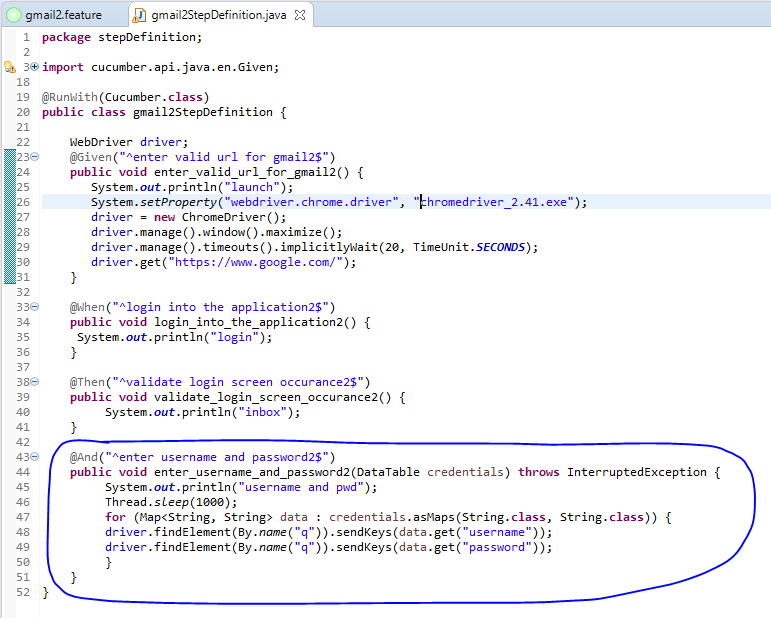 gmail2.feature
gmail2StepDefinition.java
1 package stepDefinition;
2
3 import cucumber.api.java.en.Given;
18
19 @RunWith(Cucumber.class)
20 public class gmail2StepDefinition {
21
22 WebDriver driver;
23 @Given("^enter valid url for gmail2$")
24 public void enter_valid_url_for_gmail2() {
25 System.out.println("launch");
26 System.setProperty("webdriver.chrome.driver", "chromedriver_2.41.exe");
27 driver = new ChromeDriver();
28 driver.manage().window().maximize();
29 driver.manage().timeouts().implicitlyWait(20, TimeUnit.SECONDS);
30 driver.get("https://www.google.com/");
31 }
32
33 @When("^login into the application2$")
34 public void login_into_the_application2() {
35 System.out.println("login");
36 }
37
38 @Then("^validate login screen occurance2$")
39 public void validate_login_screen_occurance2() {
40 System.out.println("inbox");
41 }
42
43 @And("^enter username and password2$")
44 public void enter_username_and_password2(DataTable credentials) throws InterruptedException {
45 System.out.println("username and pwd");
46 Thread.sleep(1000);
47 for (Map<String, String> data : credentials.asMaps(String.class, String.class)) {
48 driver.findElement(By.name("q")).sendKeys(data.get("username"));
49 driver.findElement(By.name("q")).sendKeys(data.get("password"));
50 }
51 }
52 }